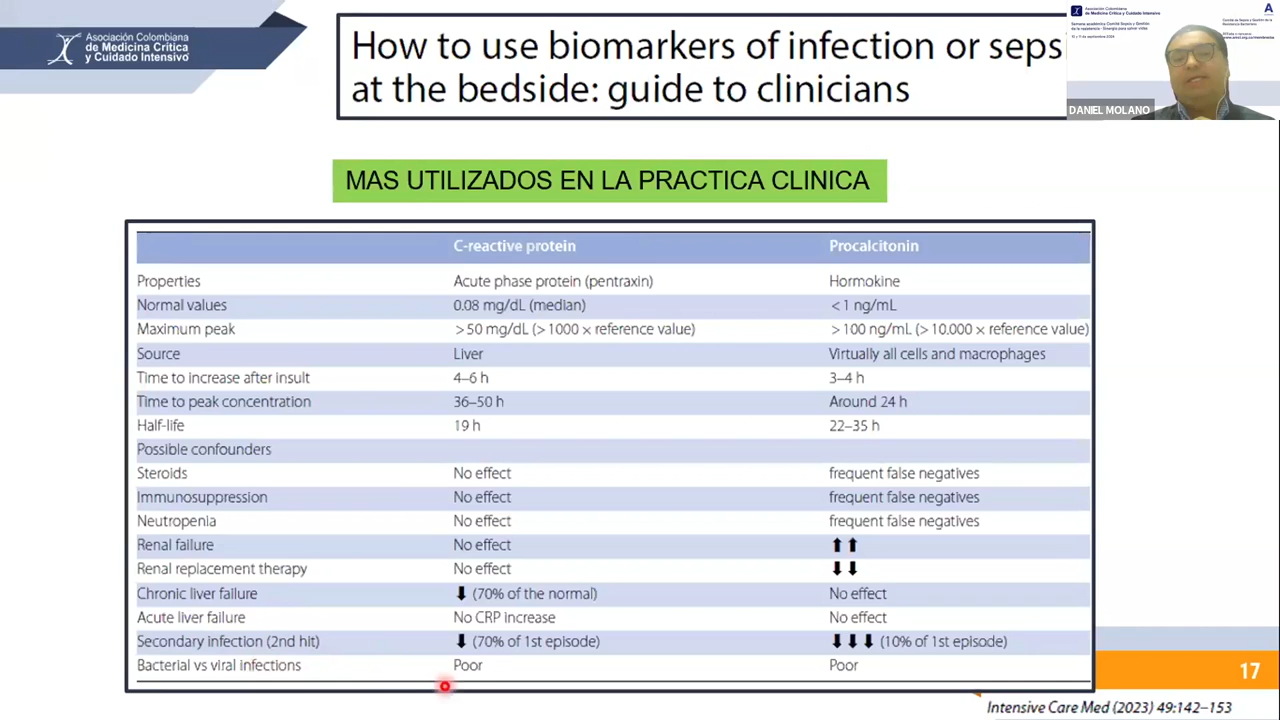 Asociación Colombiana
de Medicina Crítica
y Cuidado Intensivo
How to use biomarkers of infection or seps
at the bedside: guide to clinicians
Asociación Colombiana
de Medicina Crítica y Cuidado Intensivo
DANIEL MOLANO
MAS UTILIZADOS EN LA PRACTICA CLINICA
C-reactive protein Procalcitonin
Properties Acute phase protein (pentraxin) Hormokine
Normal values 0.08 mg/dL (median) < 1 ng/mL
Maximum peak > 50 mg/dL (> 1000 × reference value) > 100 ng/mL (> 10.000 × reference value)
Source Liver Virtually all cells and macrophages
Time to increase after insult 4–6 h 3–4 h
Time to peak concentration 36–50 h Around 24 h
Half-life 19 h 22–35 h
Possible confounders
Steroids No effect frequent false negatives
Immunosuppression No effect frequent false negatives
Neutropenia No effect frequent false negatives
Renal failure No effect ⬆⬆
Renal replacement therapy No effect ⬇⬇
Chronic liver failure ⬇ (70% of the normal) No effect
Acute liver failure No CRP increase No effect
Secondary infection (2nd hit) ⬇ (70% of 1st episode) ⬇⬇⬇ (10% of 1st episode)
Bacterial vs viral infections Poor Poor
17
Intensive Care Med (2023) 49:142–153